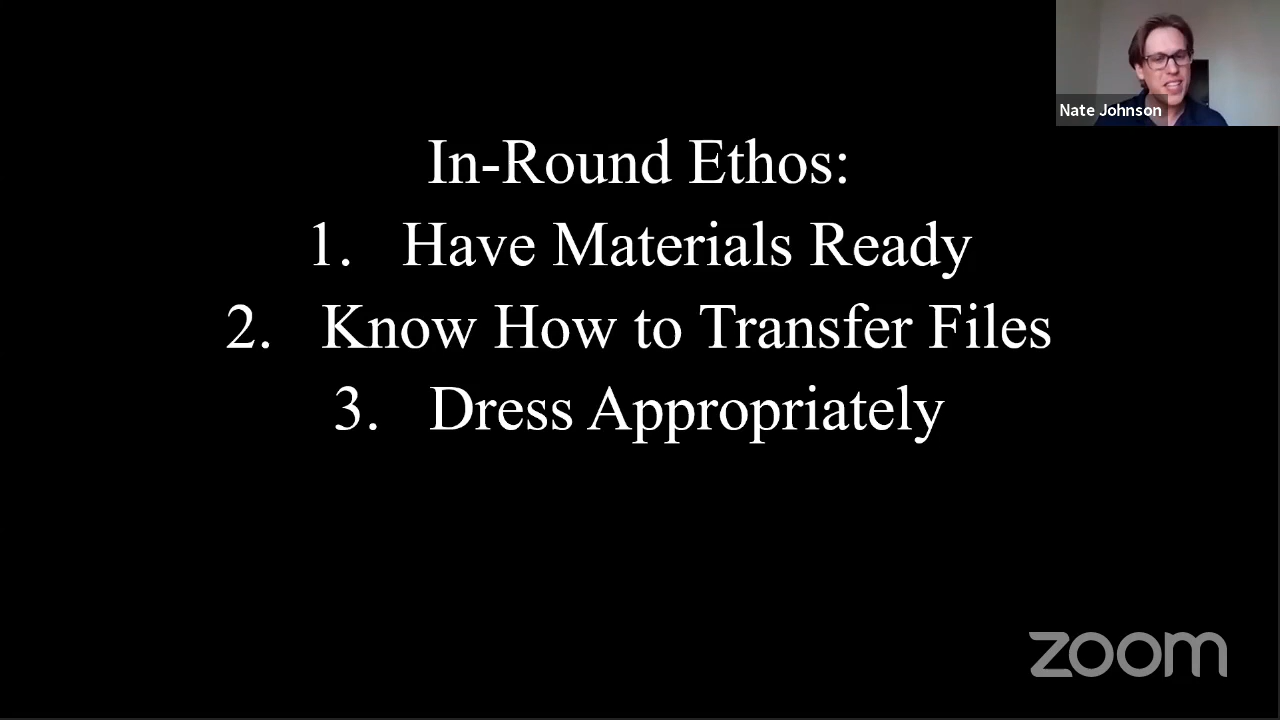 Nate Johnson
In-Round Ethos:
1. Have Materials Ready
2. Know How to Transfer Files
3. Dress Appropriately
zoom